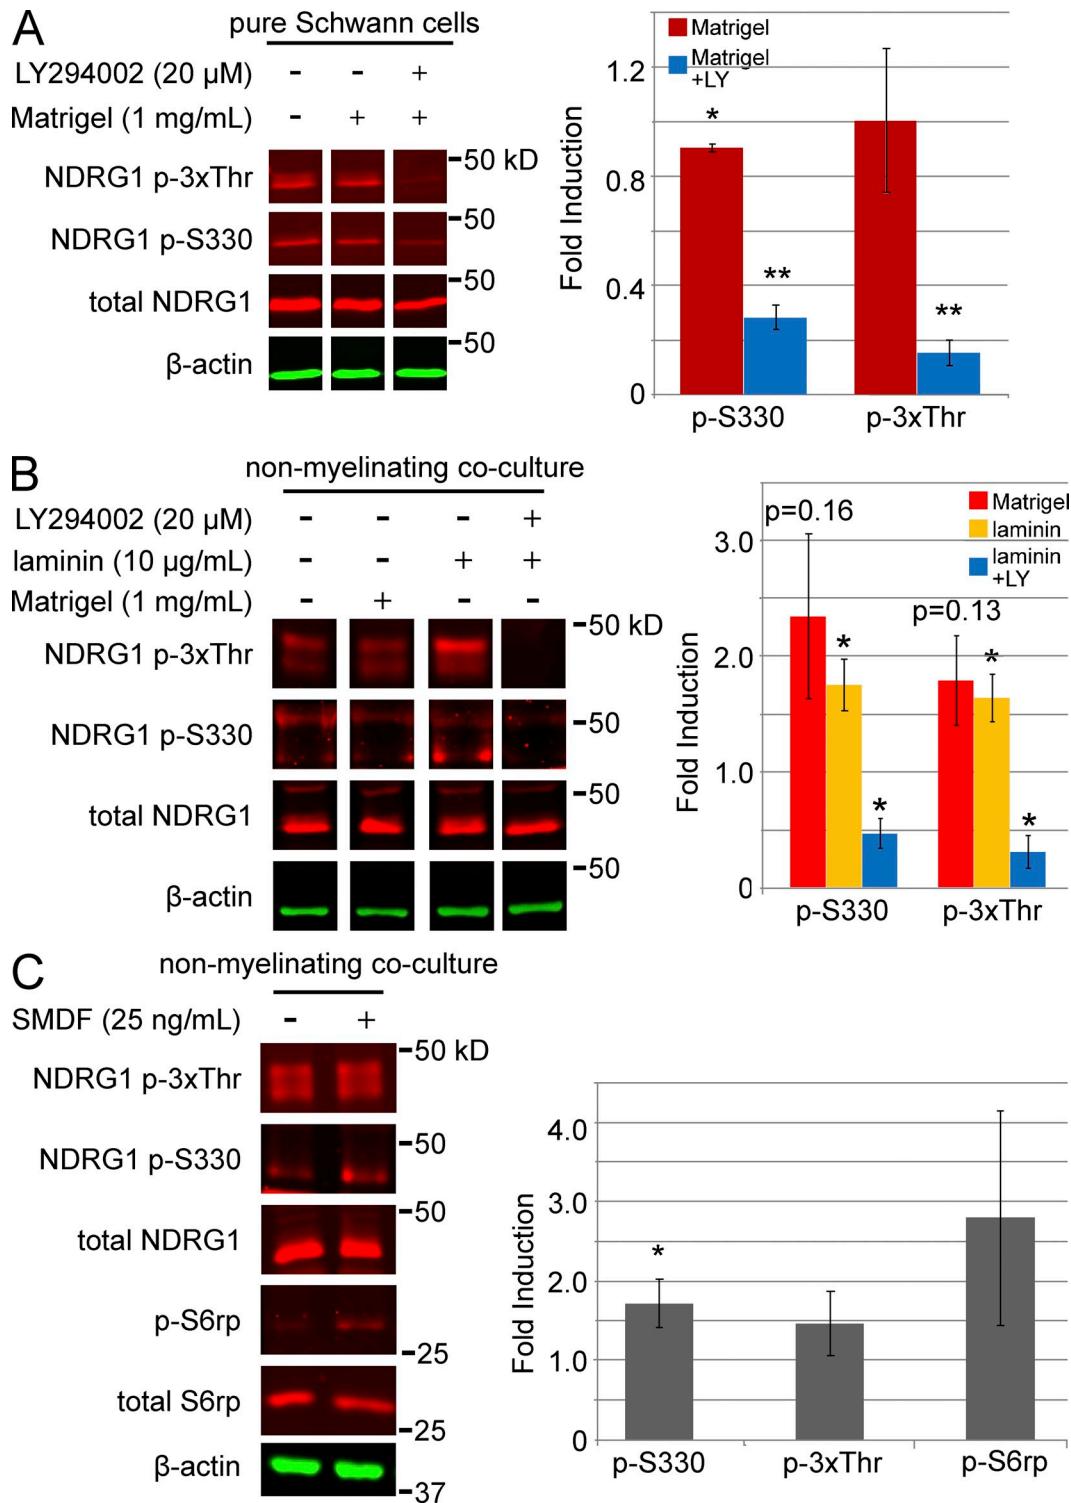 A
pure Schwann cells
LY294002 (20 µM) - - +
Matrigel (1 mg/mL) - + +
NDRG1 p-3xThr
50 kD
NDRG1 p-S330
50
total NDRG1
50
β-actin
50
Matrigel
Matrigel
+LY
Fold Induction
1.2
0.8
0.4
0
*
**
**
p-S330 p-3xThr
B
non-myelinating co-culture
LY294002 (20 µM) - - - +
laminin (10 µg/mL) - - + +
Matrigel (1 mg/mL) - + - -
NDRG1 p-3xThr
50 kD
NDRG1 p-S330
50
total NDRG1
50
β-actin
50
Matrigel
laminin
laminin
+LY
p=0.16
p=0.13
Fold Induction
3.0
2.0
1.0
0
*
*
*
*
p-S330 p-3xThr
C
non-myelinating co-culture
SMDF (25 ng/mL) - +
NDRG1 p-3xThr
50 kD
NDRG1 p-S330
50
total NDRG1
50
p-S6rp
25
total S6rp
25
β-actin
37
Fold Induction
4.0
3.0
2.0
1.0
0
*
p-S330 p-3xThr p-S6rp